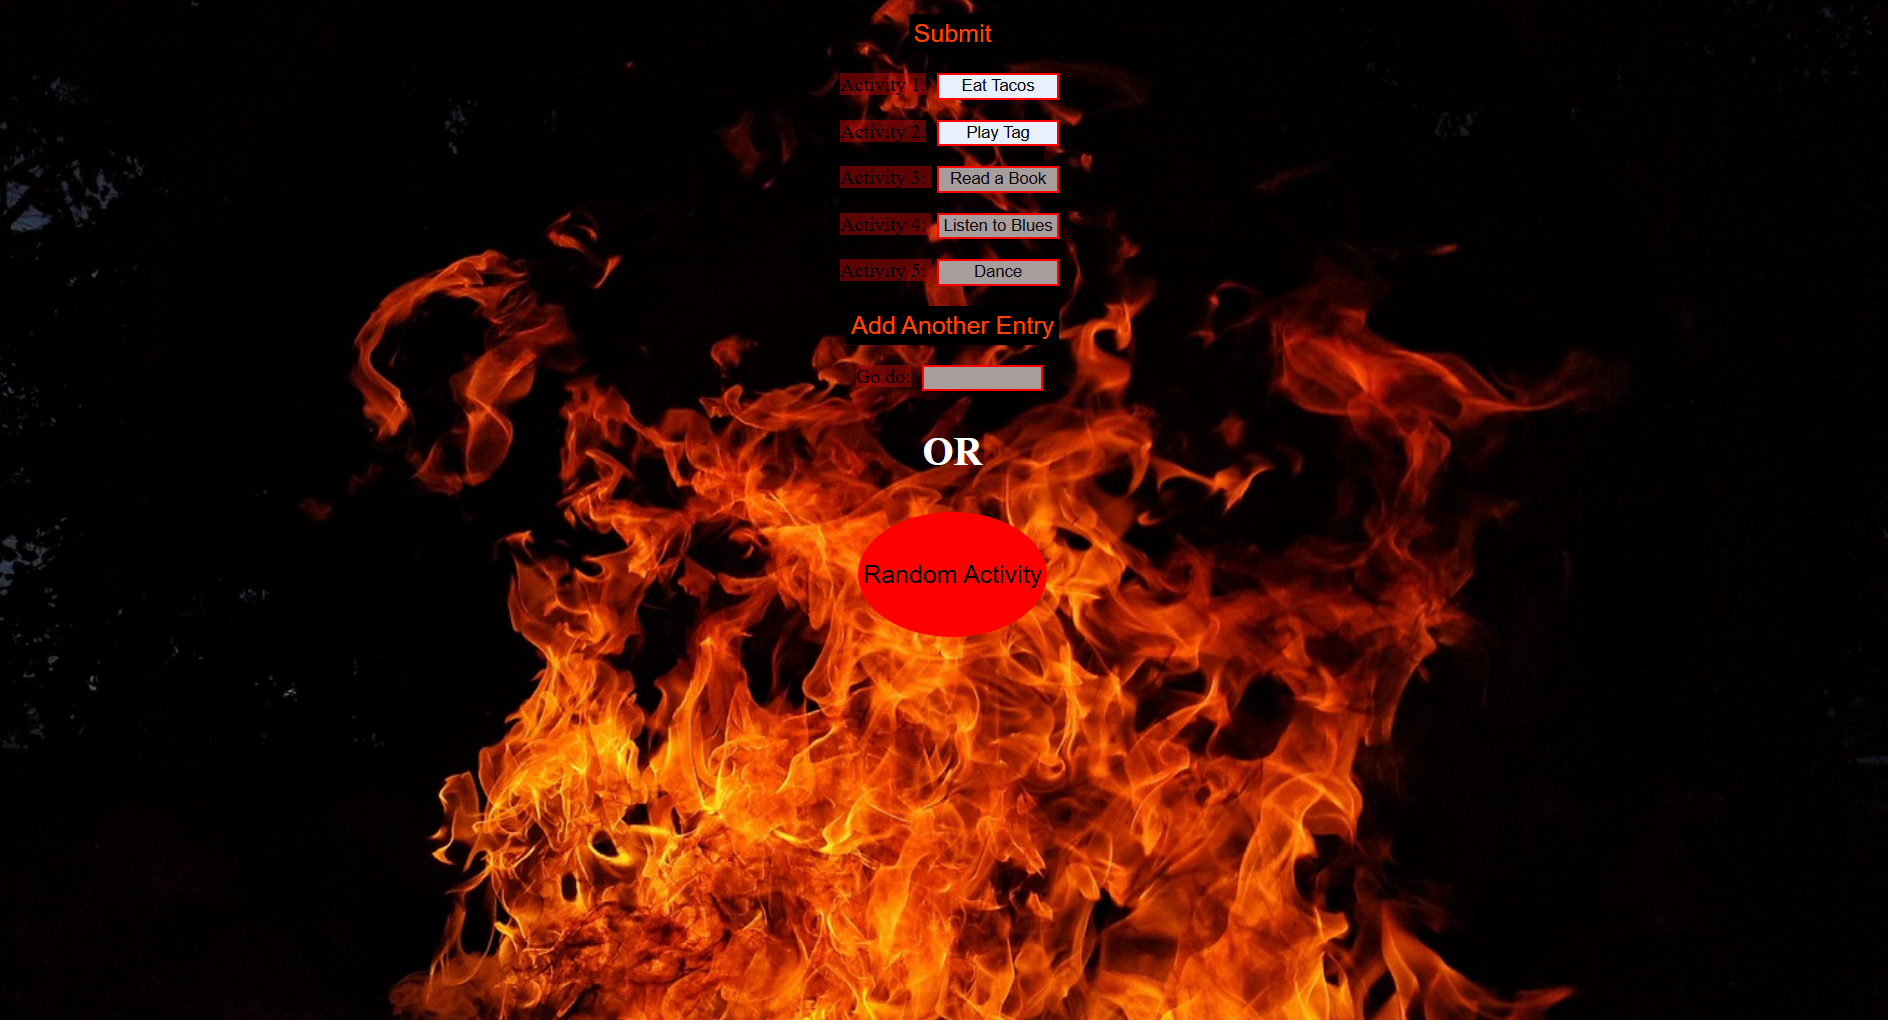 Submit
Activity 1: Eat Tacos
Activity 2: Play Tag
Activity 3: Read a Book
Activity 4: Listen to Blues
Activity 5: Dance
Add Another Entry
Go do:
OR
Random Activity